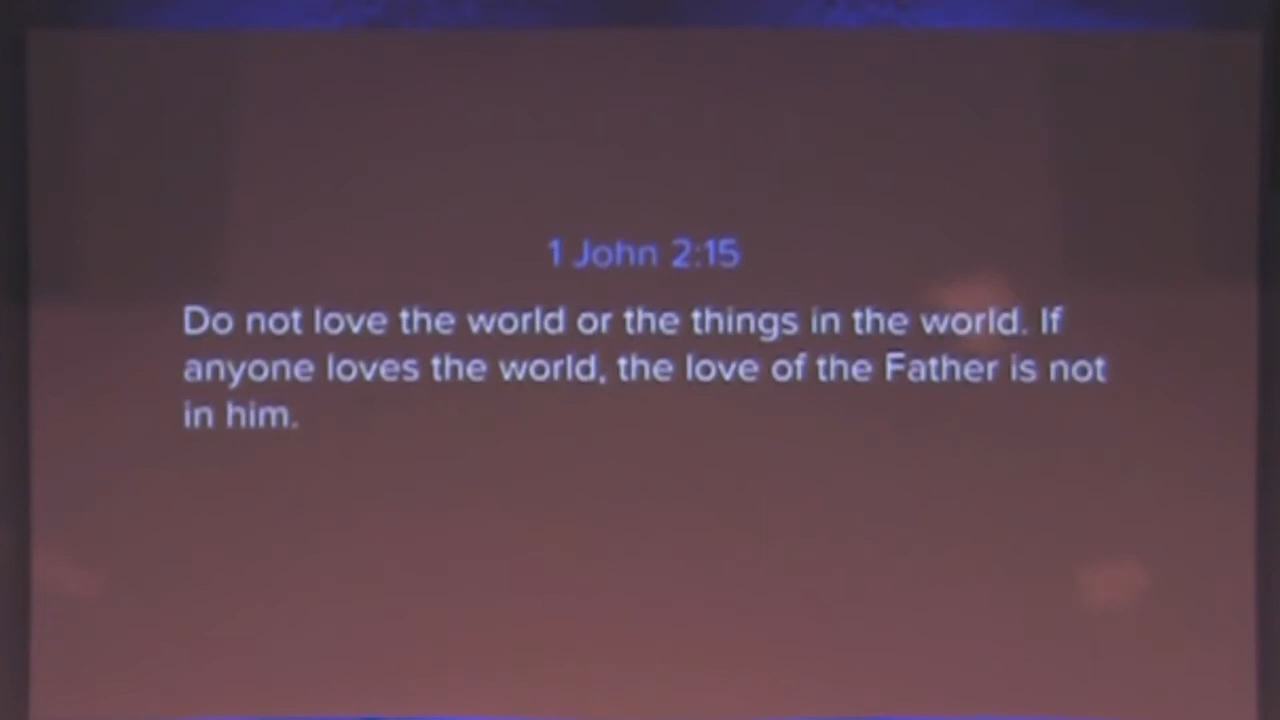 1 John 2:15
Do not love the world or the things in the world. If
anyone loves the world, the love of the Father is not
in him.